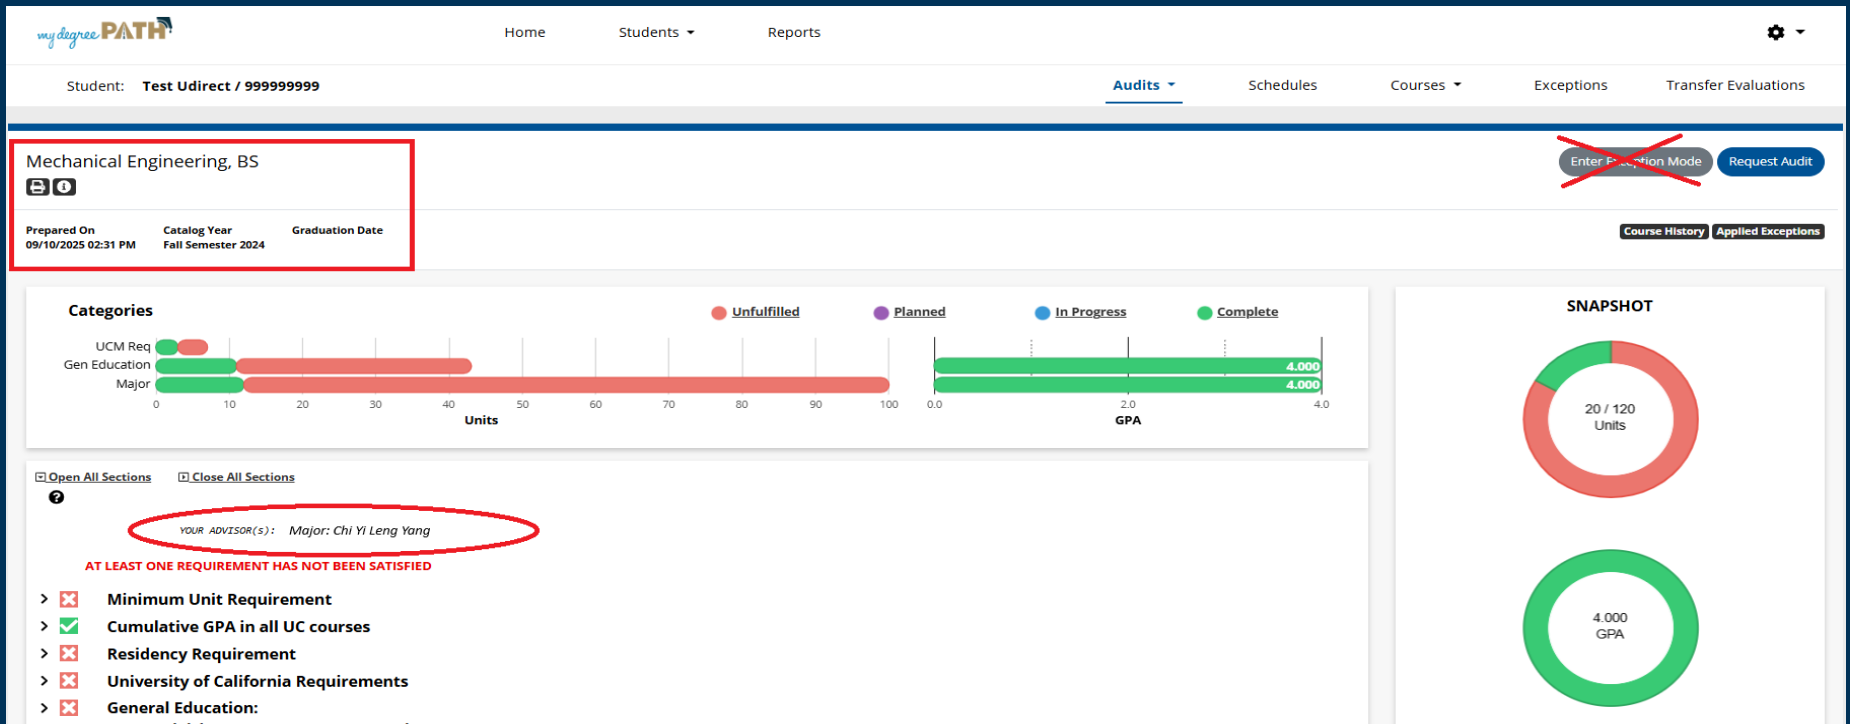 my degree PATH
Home
Students
Reports
Student: Test Udirect / 999999999
Audits
Schedules
Courses
Exceptions
Transfer Evaluations
Mechanical Engineering, BS
Enter Exception Mode
Request Audit
Prepared On
09/10/2025 02:31 PM
Catalog Year
Fall Semester 2024
Graduation Date
Course History
Applied Exceptions
Categories
Unfulfilled
Planned
In Progress
Complete
UCM Req
Gen Education
Major
0 10 20 30 40 50 60 70 80 90 100
Units
4.000
4.000
0.0 2.0 4.0
GPA
SNAPSHOT
20 / 120
Units
4.000
GPA
Open All Sections
Close All Sections
YOUR ADVISOR(S): Major: Chi Yi Leng Yang
AT LEAST ONE REQUIREMENT HAS NOT BEEN SATISFIED
Minimum Unit Requirement
Cumulative GPA in all UC courses
Residency Requirement
University of California Requirements
General Education: